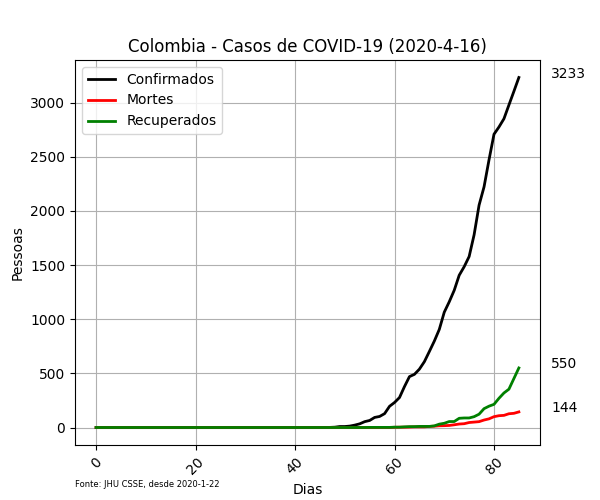 Colombia - Casos de COVID-19 (2020-4-16)
Confirmados
Mortes
Recuperados
3233
550
144
Pessoas
3000
2500
2000
1500
1000
500
0
0
20
40
60
80
Dias
Fonte: JHU CSSE, desde 2020-1-22